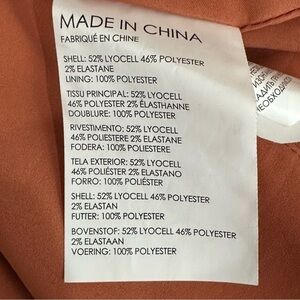 MADE IN CHINA
FABRIQUÉ EN CHINE
SHELL: 52% LYOCELL 46% POLYESTER
2% ELASTANE
LINING: 100% POLYESTER
TISSU PRINCIPAL: 52% LYOCELL
46% POLYESTER 2% ÉLASTHANNE
DOUBLURE: 100% POLYESTER
RIVESTIMENTO: 52% LYOCELL
46% POLIESTERE 2% ELASTANE
FODERA: 100% POLIESTERE
TELA EXTERIOR: 52% LYOCELL
46% POLIÉSTER 2% ELASTANO
FORRO: 100% POLIÉSTER
SHELL: 52% LYOCELL 46% POLYESTER
2% ELASTAN
FUTTER: 100% POLYESTER
BOVENSTOF: 52% LYOCELL 46% POLYESTER
2% ELASTAAN
VOERING: 100% POLYESTER